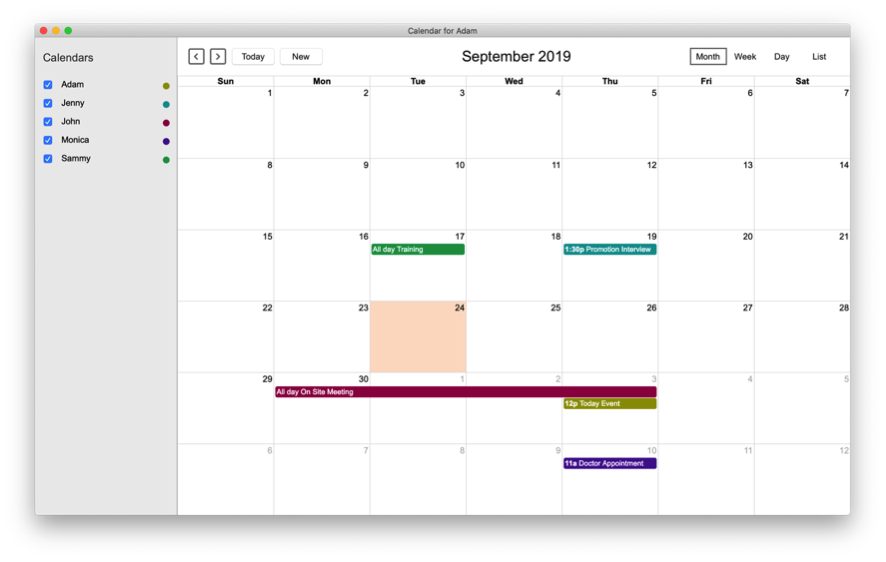 Calendar for Adam
Calendars
Adam
Jenny
John
Monica
Sammy
Today New September 2019 Month Week Day List
Sun Mon Tue Wed Thu Fri Sat
1 2 3 4 5 6 7
8 9 10 11 12 13 14
15 16 17 18 19 20 21
All day Training 1:30p Promotion Interview
22 23 24 25 26 27 28
29 30 1 2 3 4 5
All day On Site Meeting
12p Today Event
6 7 8 9 10 11 12
11a Doctor Appointment